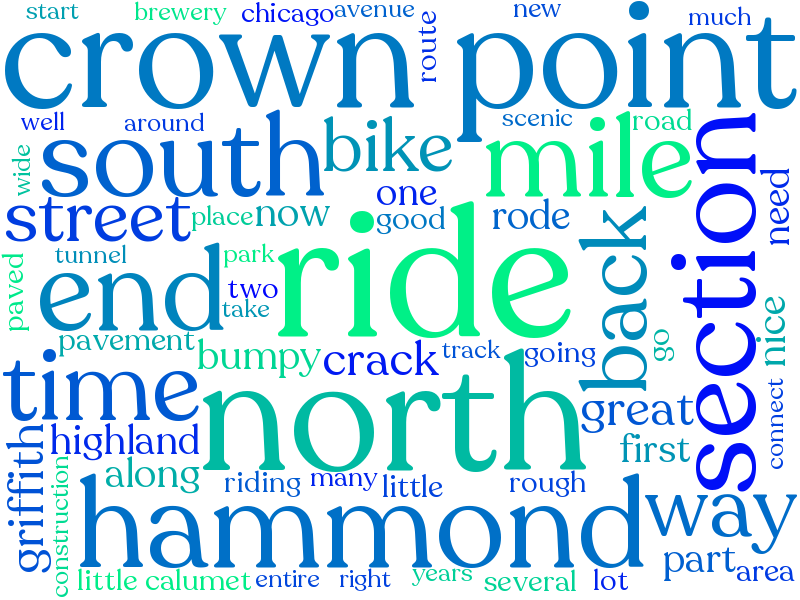 start brewery chicago avenue route new much
crown point
well around scenic road
wide south bike mile section need
street place now one good rode
tunnel park ride back
paved end two take
pavement bumpy crack track going go nice
time north great connect
griffith highland first
construction along riding many little rough
hammond way
part area
little calumet entire right years several lot